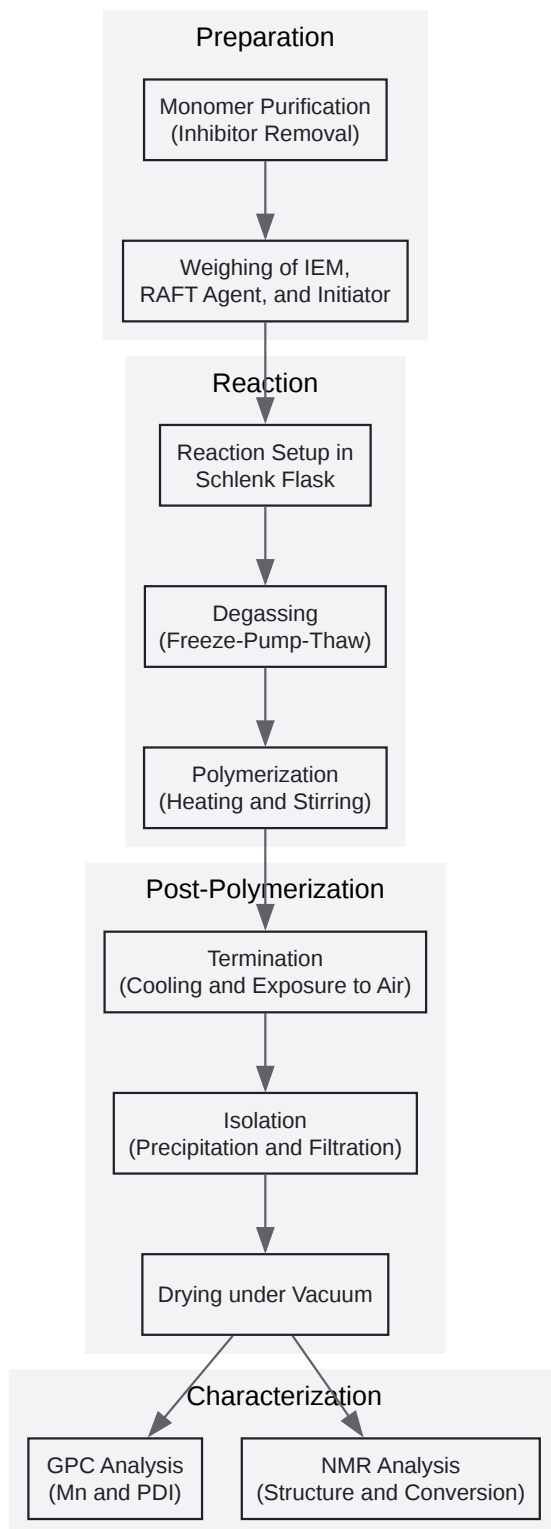 Preparation
Monomer Purification
(Inhibitor Removal)
Weighing of IEM,
RAFT Agent, and Initiator
Reaction
Reaction Setup in
Schlenk Flask
Degassing
(Freeze-Pump-Thaw)
Polymerization
(Heating and Stirring)
Post-Polymerization
Termination
(Cooling and Exposure to Air)
Isolation
(Precipitation and Filtration)
Drying under Vacuum
Characterization
GPC Analysis
(Mn and PDI)
NMR Analysis
(Structure and Conversion)